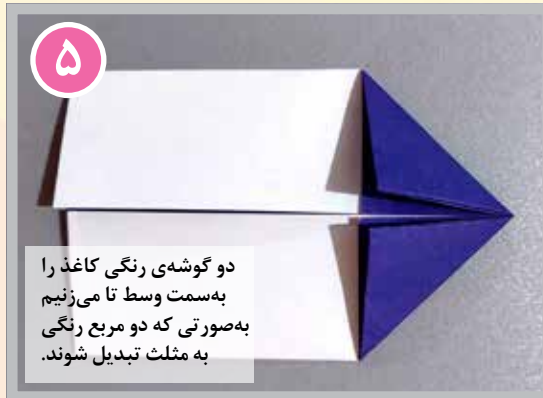 ۵
دو گوشه‌ی رنگی کاغذ را
به‌سمت وسط تا می‌زنیم
به‌صورتی که دو مربع رنگی
به مثلث تبدیل شوند.